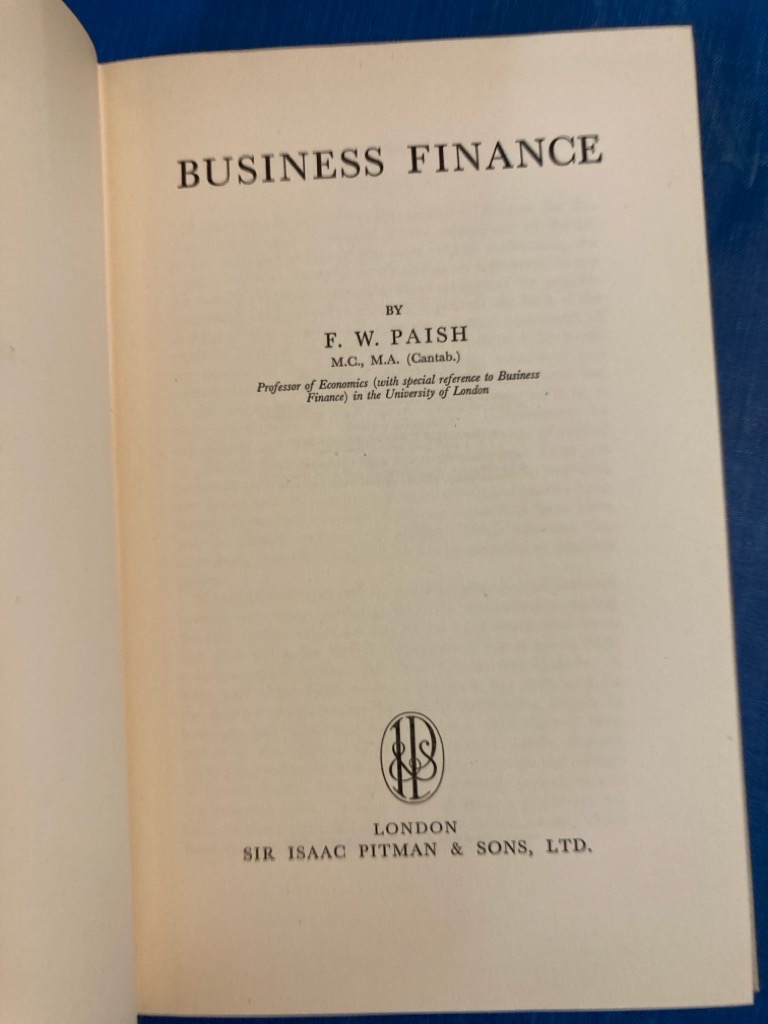 BUSINESS FINANCE
BY
F. W. PAISH
M.C., M.A. (Cantab.)
Professor of Economics (with special reference to Business
Finance) in the University of London
LONDON
SIR ISAAC PITMAN & SONS, LTD.